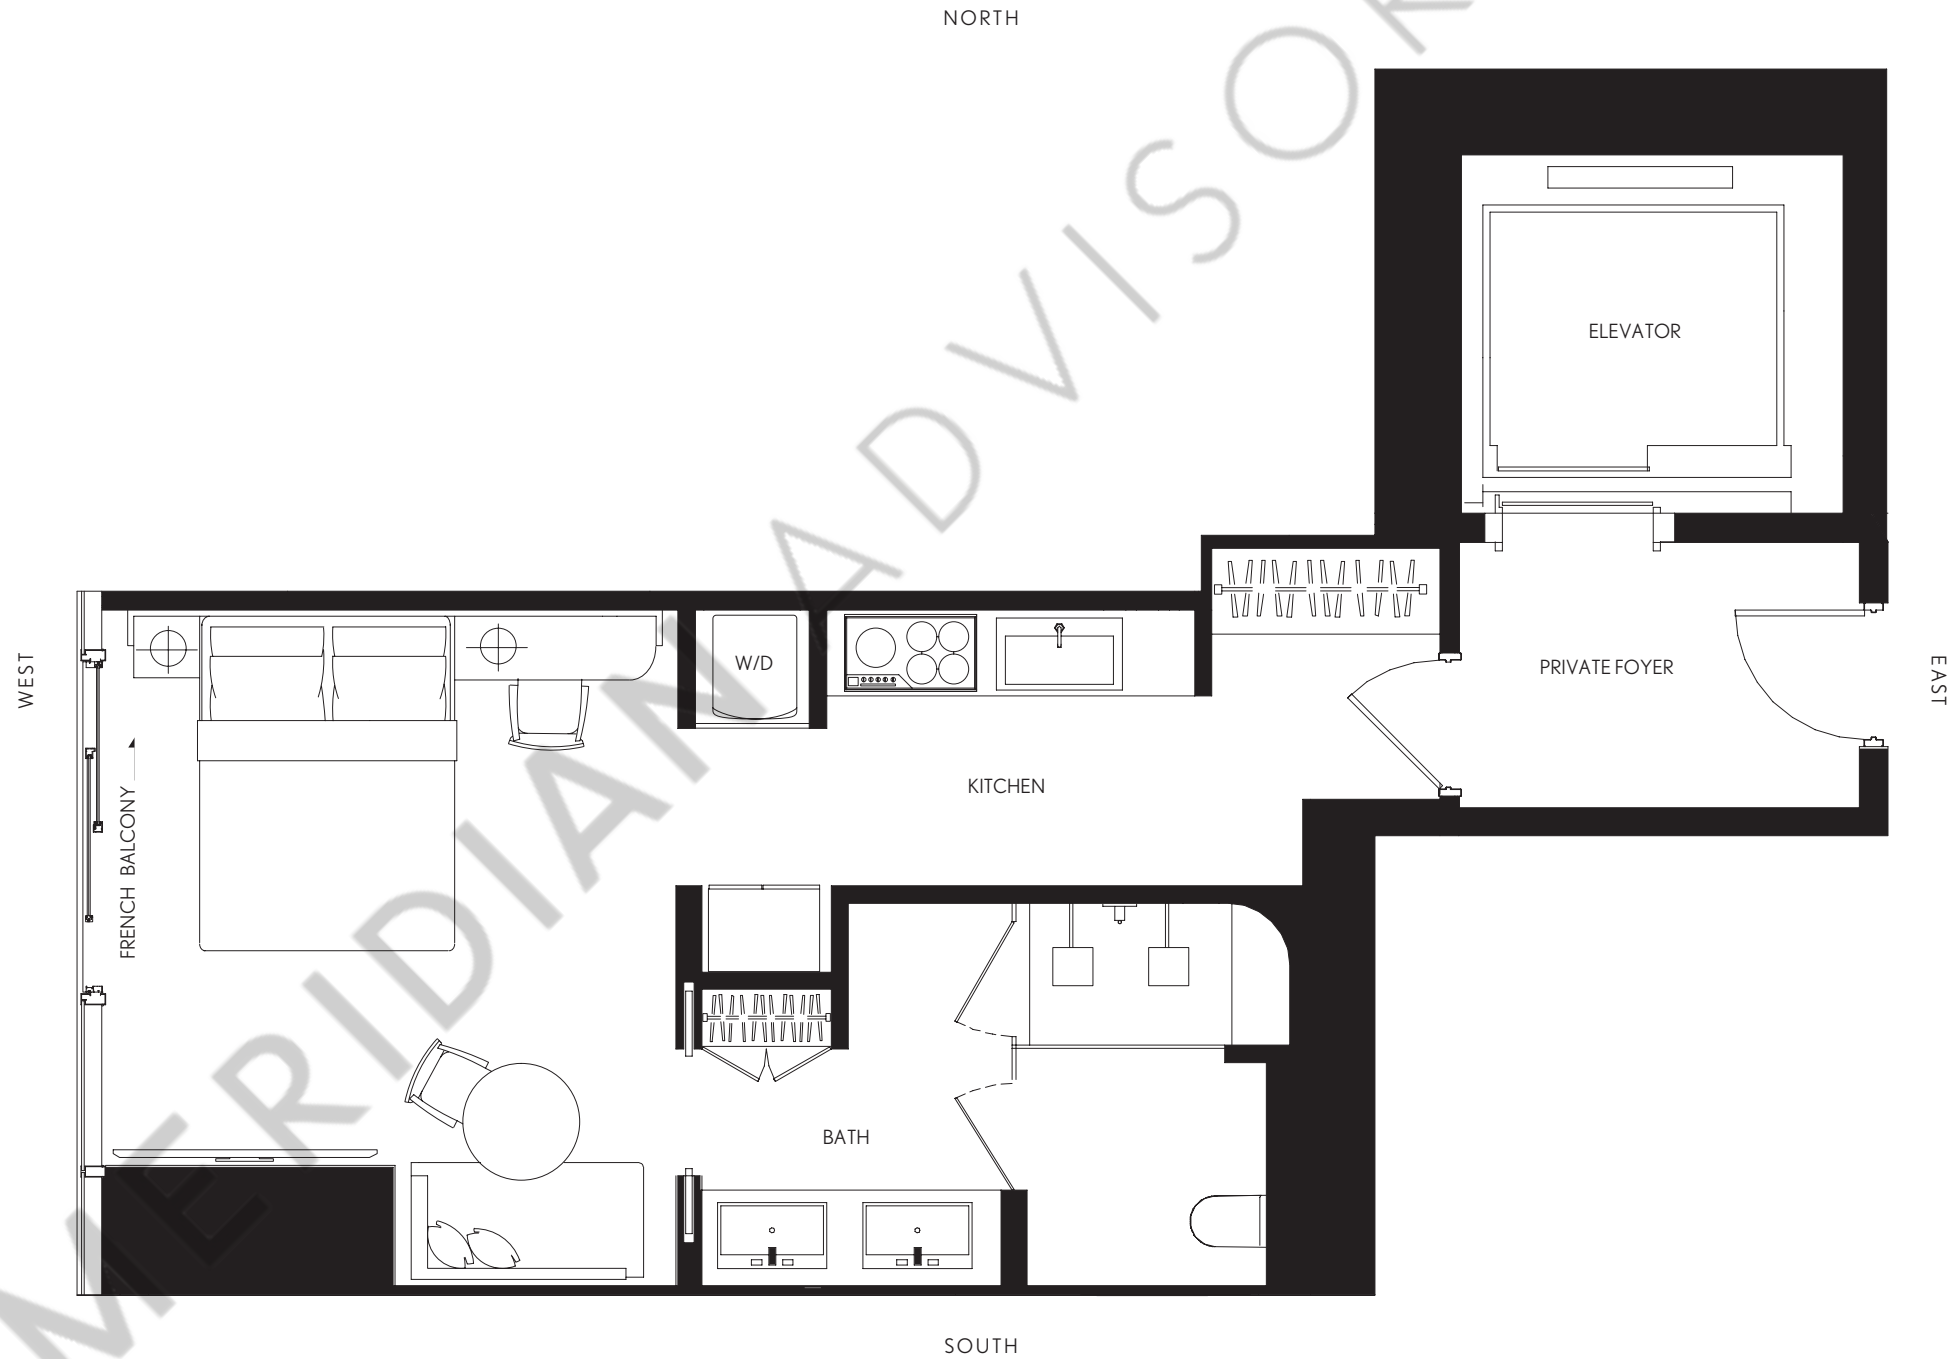 NORTH
ELEVATOR
WEST
W/D
PRIVATE FOYER
EAST
KITCHEN
FRENCH BALCONY
BATH
SOUTH
MERIDIAN ADVISOR